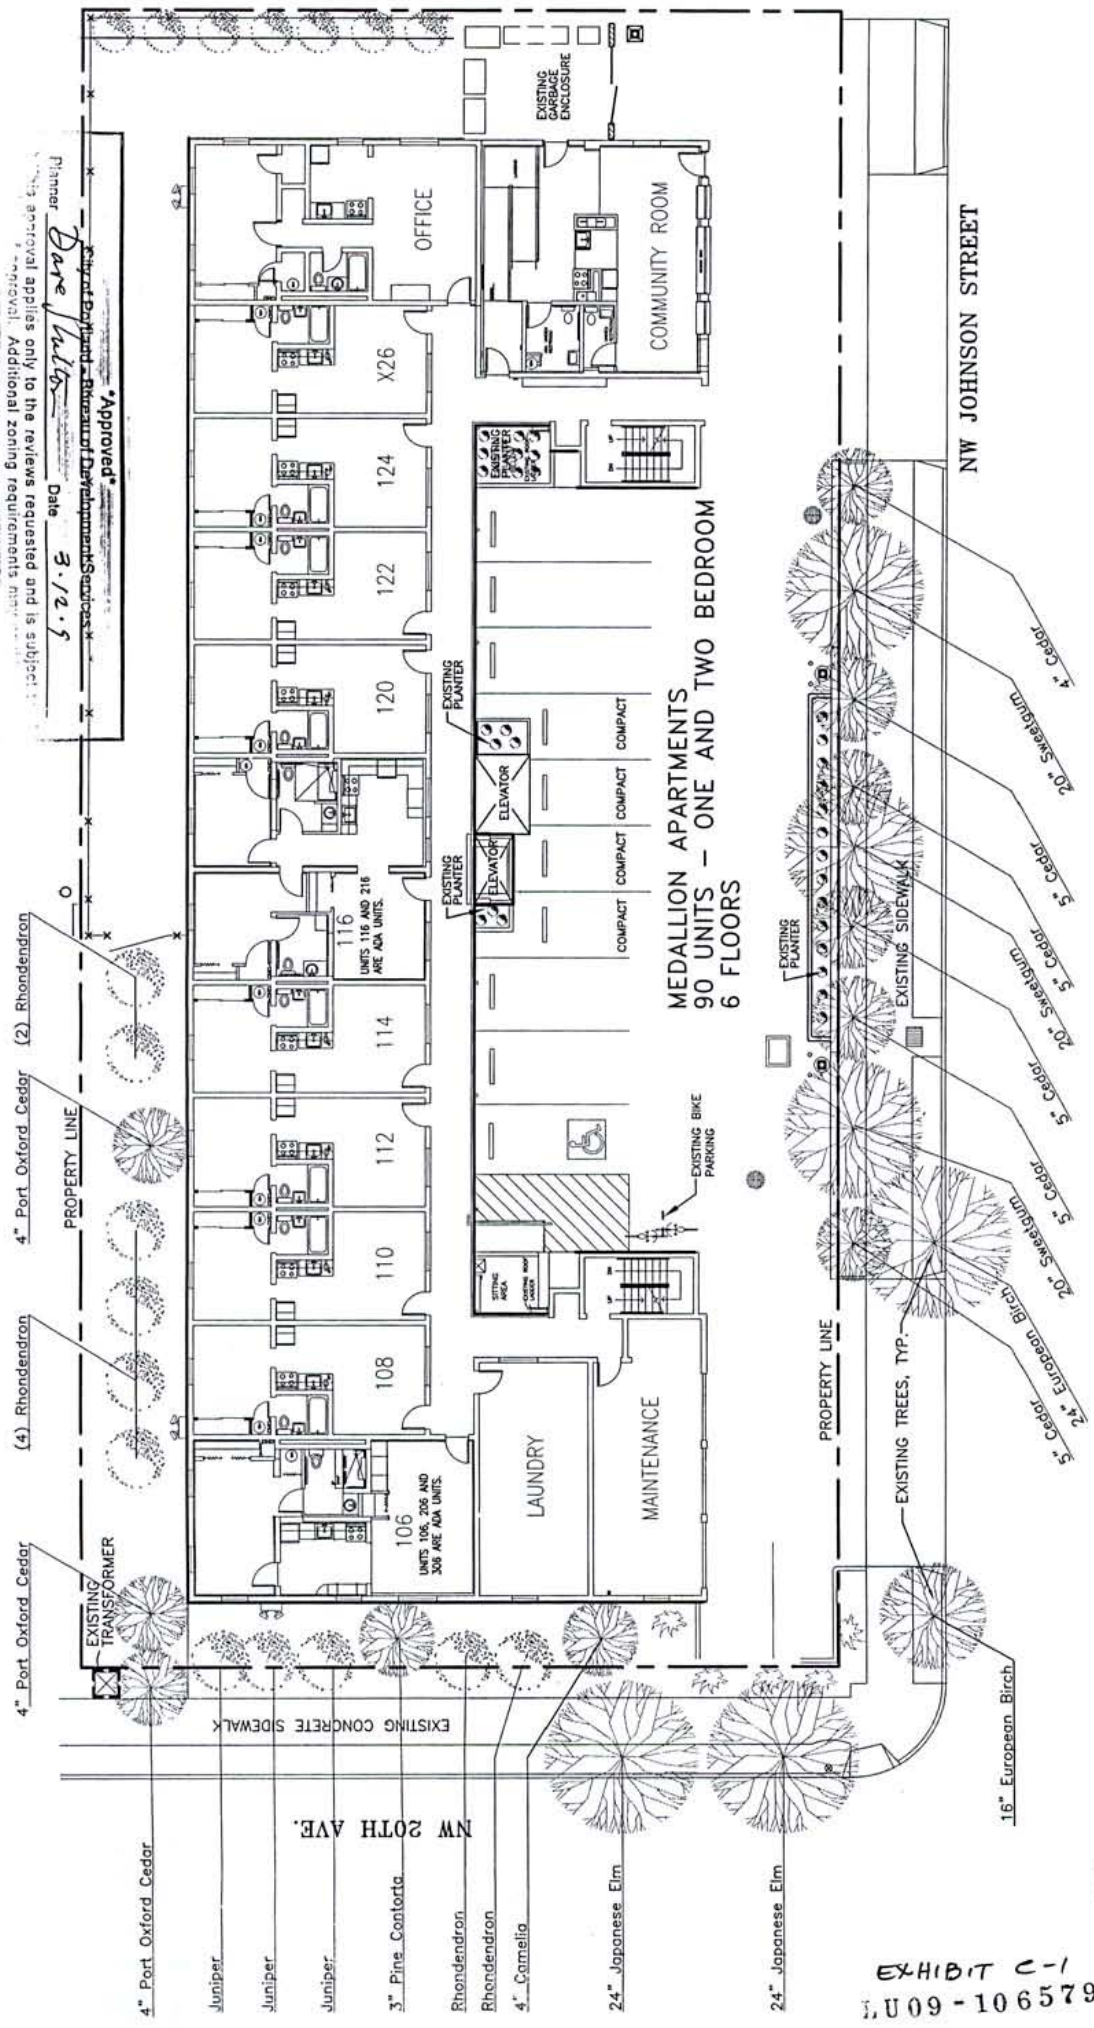 "Approved"
City of Portland - Bureau of Development Services
Planner
Date 3.12.9
This approval applies only to the reviews requested and is subject
approval. Additional zoning requirements may
4" Port Oxford Cedar
(4) Rhondendron
4" Port Oxford Cedar
(2) Rhondendron
EXISTING
TRANSFORMER
PROPERTY LINE
EXISTING
GARBAGE
ENCLOSURE
106
UNITS 106, 206 AND
306 ARE ADA UNITS.
108
110
112
114
116
UNITS 116 AND 216
ARE ADA UNITS.
120
122
124
X26
OFFICE
COMMUNITY ROOM
LAUNDRY
MAINTENANCE
SITTING
AREA
EXISTING ROOF
LADDER
EXISTING
PLANTER
ELEVATOR
ELEVATOR
EXISTING
PLANTER
EXISTING
PLANTER
COMPACT
COMPACT
COMPACT
COMPACT
EXISTING BIKE
PARKING
MEDALLION APARTMENTS
90 UNITS – ONE AND TWO BEDROOM
6 FLOORS
EXISTING
PLANTER
PROPERTY LINE
EXISTING SIDEWALK
EXISTING TREES, TYP.
NW JOHNSON STREET
5" Cedar
24" European Birch
20" Sweetgum
5" Cedar
5" Cedar
20" Sweetgum
5" Cedar
5" Cedar
20" Sweetgum
4" Cedar
EXISTING CONCRETE SIDEWALK
NW 20TH AVE.
4" Port Oxford Cedar
Juniper
Juniper
Juniper
3" Pine Contorta
Rhondendron
Rhondendron
4" Camelia
24" Japanese Elm
24" Japanese Elm
16" European Birch
EXHIBIT C-1
LU09-106579